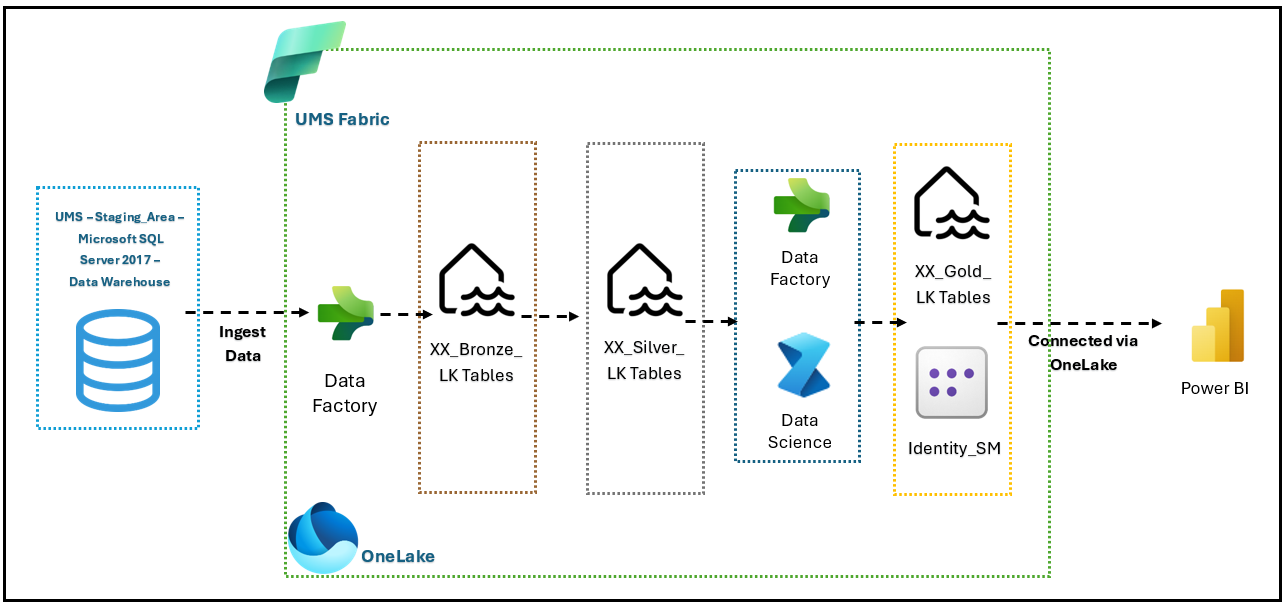 UMS Fabric
UMS –Staging_Area –
Microsoft SQL
Server 2017 –
Data Warehouse
Ingest
Data
Data
Factory
XX_Bronze_
LK Tables
XX_Silver_
LK Tables
Data
Factory
Data
Science
XX_Gold_
LK Tables
Identity_SM
Connected via
OneLake
Power BI
OneLake